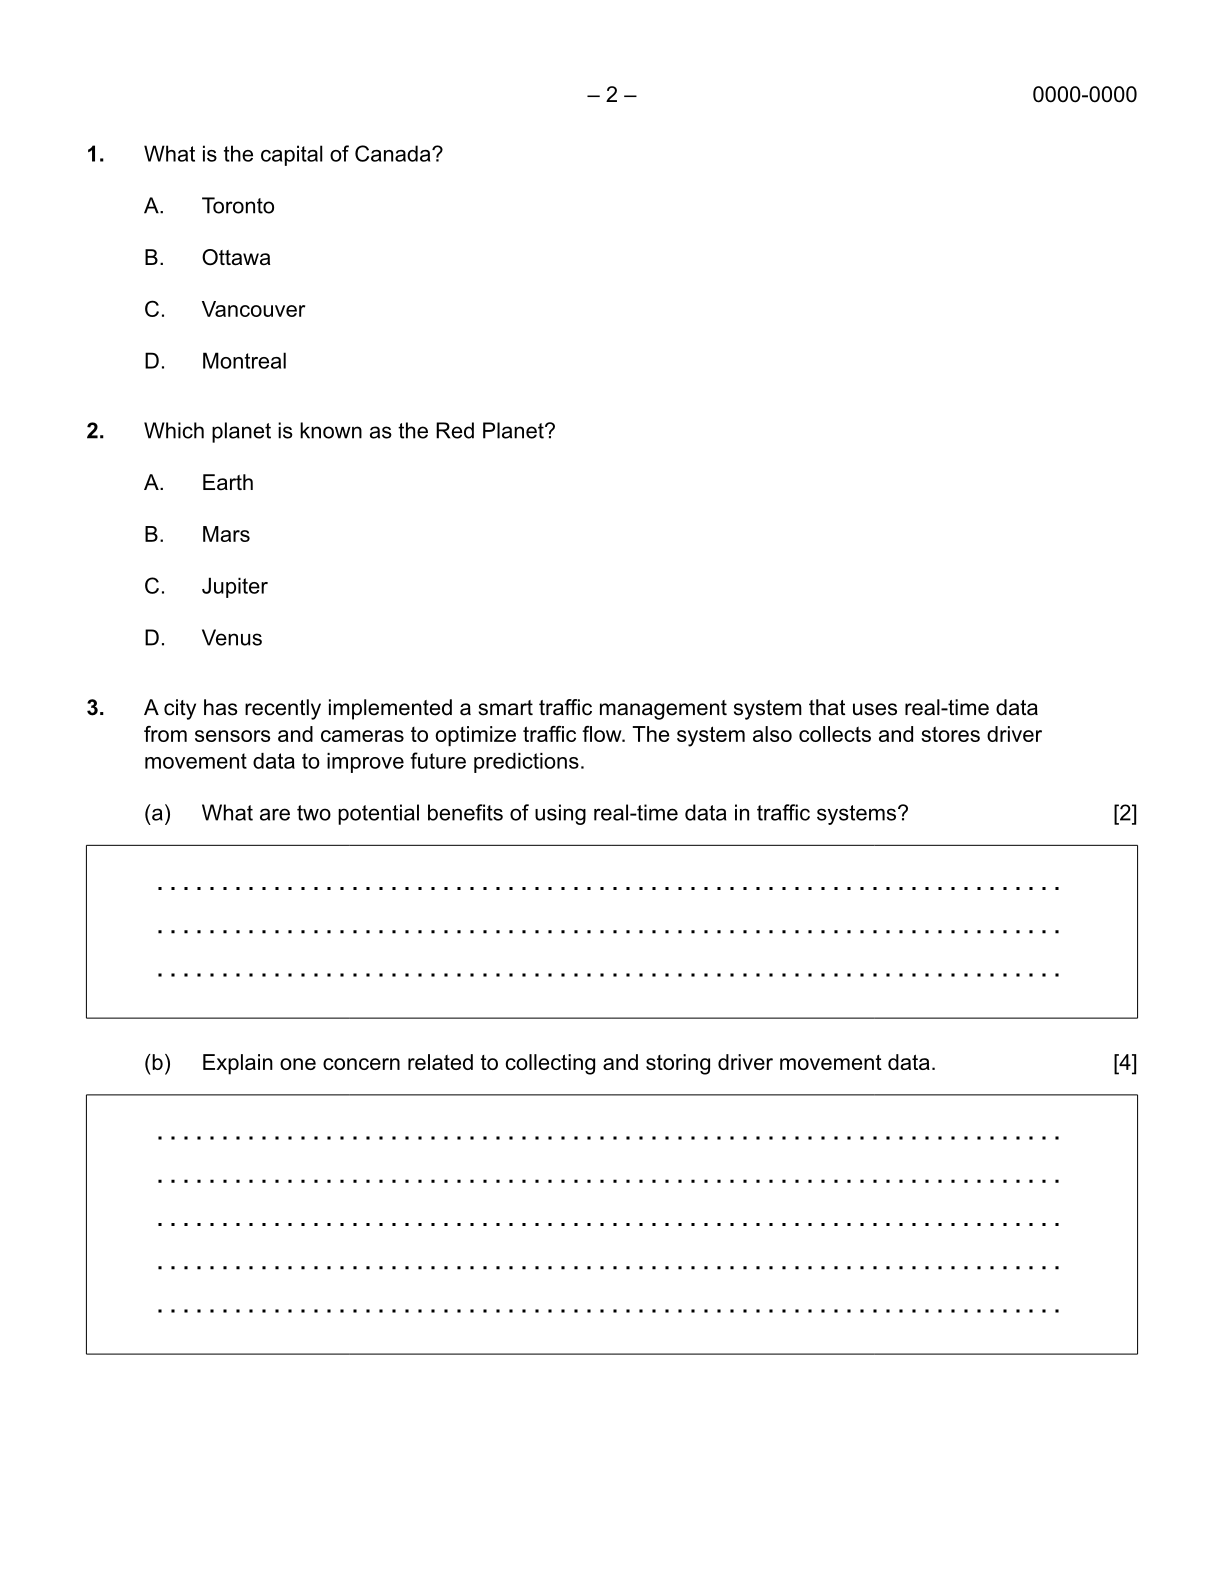 – 2 –
0000-0000
1. What is the capital of Canada?
A. Toronto
B. Ottawa
C. Vancouver
D. Montreal
2. Which planet is known as the Red Planet?
A. Earth
B. Mars
C. Jupiter
D. Venus
3. A city has recently implemented a smart traffic management system that uses real-time data
from sensors and cameras to optimize traffic flow. The system also collects and stores driver
movement data to improve future predictions.
(a) What are two potential benefits of using real-time data in traffic systems? [2]
(b) Explain one concern related to collecting and storing driver movement data. [4]